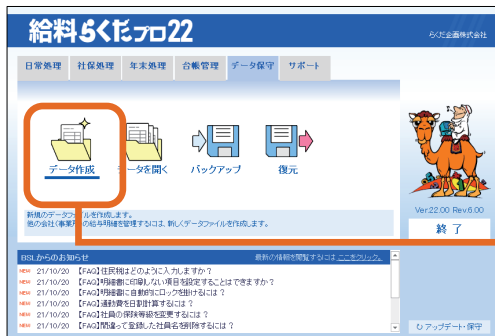 給料らくだプロ22
らくだ企画株式会社
日常処理 社保処理 年末処理 台帳管理 データ保守 サポート
データ作成 データを開く バックアップ 復元
新規のデータファイルを作成します。
他の会社(事業所)の給与明細を管理するには、新しくデータファイルを作成します。
Ver.22.00 Rev.6.00
終 了
BSLからのお知らせ 最新の情報を閲覧するには ここをクリック。
NEW 21/10/20 【FAQ】住民税はどのように入力しますか?
NEW 21/10/20 【FAQ】明細書に印刷しない項目を設定することはできますか?
NEW 21/10/20 【FAQ】明細書に自動的にロックを掛けるには?
NEW 21/10/20 【FAQ】通勤費を日割計算するには?
NEW 21/10/20 【FAQ】社員の保険等級を変更するには?
NEW 21/10/20 【FAQ】間違って登録した社員名を削除するには?
アップデート・保守